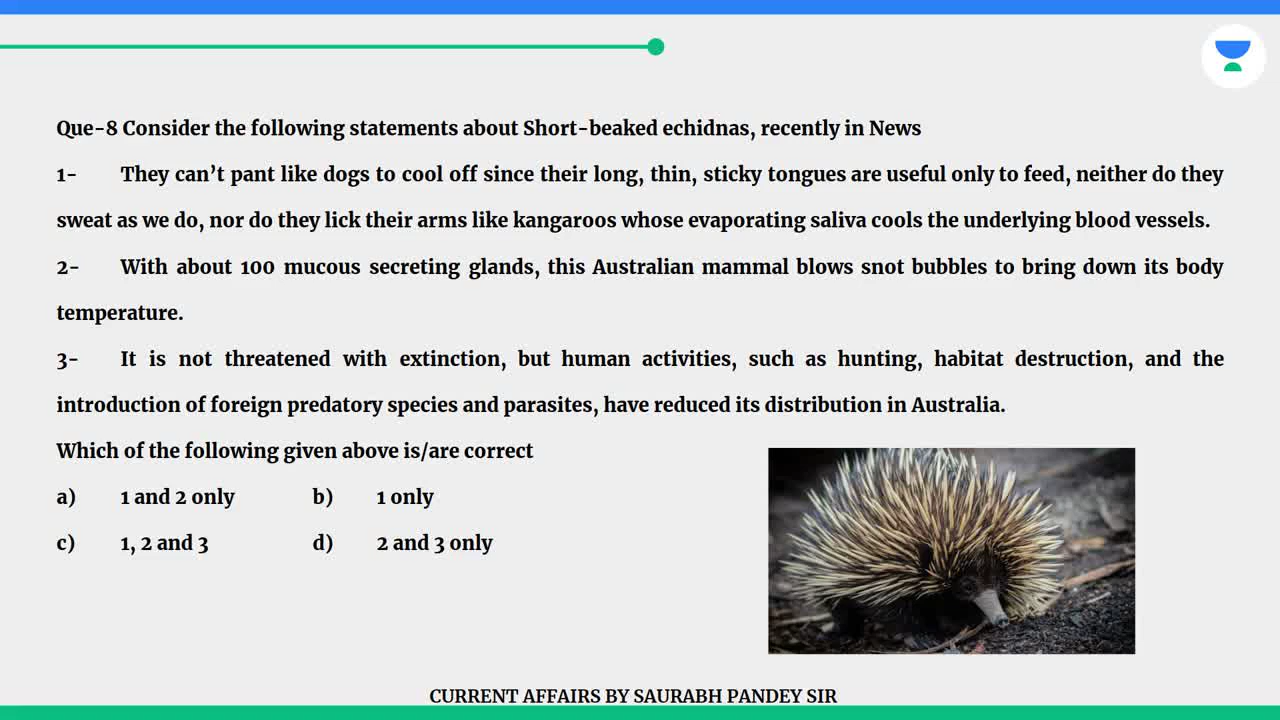 Que-8 Consider the following statements about Short-beaked echidnas, recently in News
1- They can’t pant like dogs to cool off since their long, thin, sticky tongues are useful only to feed, neither do they
sweat as we do, nor do they lick their arms like kangaroos whose evaporating saliva cools the underlying blood vessels.
2- With about 100 mucous secreting glands, this Australian mammal blows snot bubbles to bring down its body
temperature.
3- It is not threatened with extinction, but human activities, such as hunting, habitat destruction, and the
introduction of foreign predatory species and parasites, have reduced its distribution in Australia.
Which of the following given above is/are correct
a) 1 and 2 only b) 1 only
c) 1, 2 and 3 d) 2 and 3 only
CURRENT AFFAIRS BY SAURABH PANDEY SIR